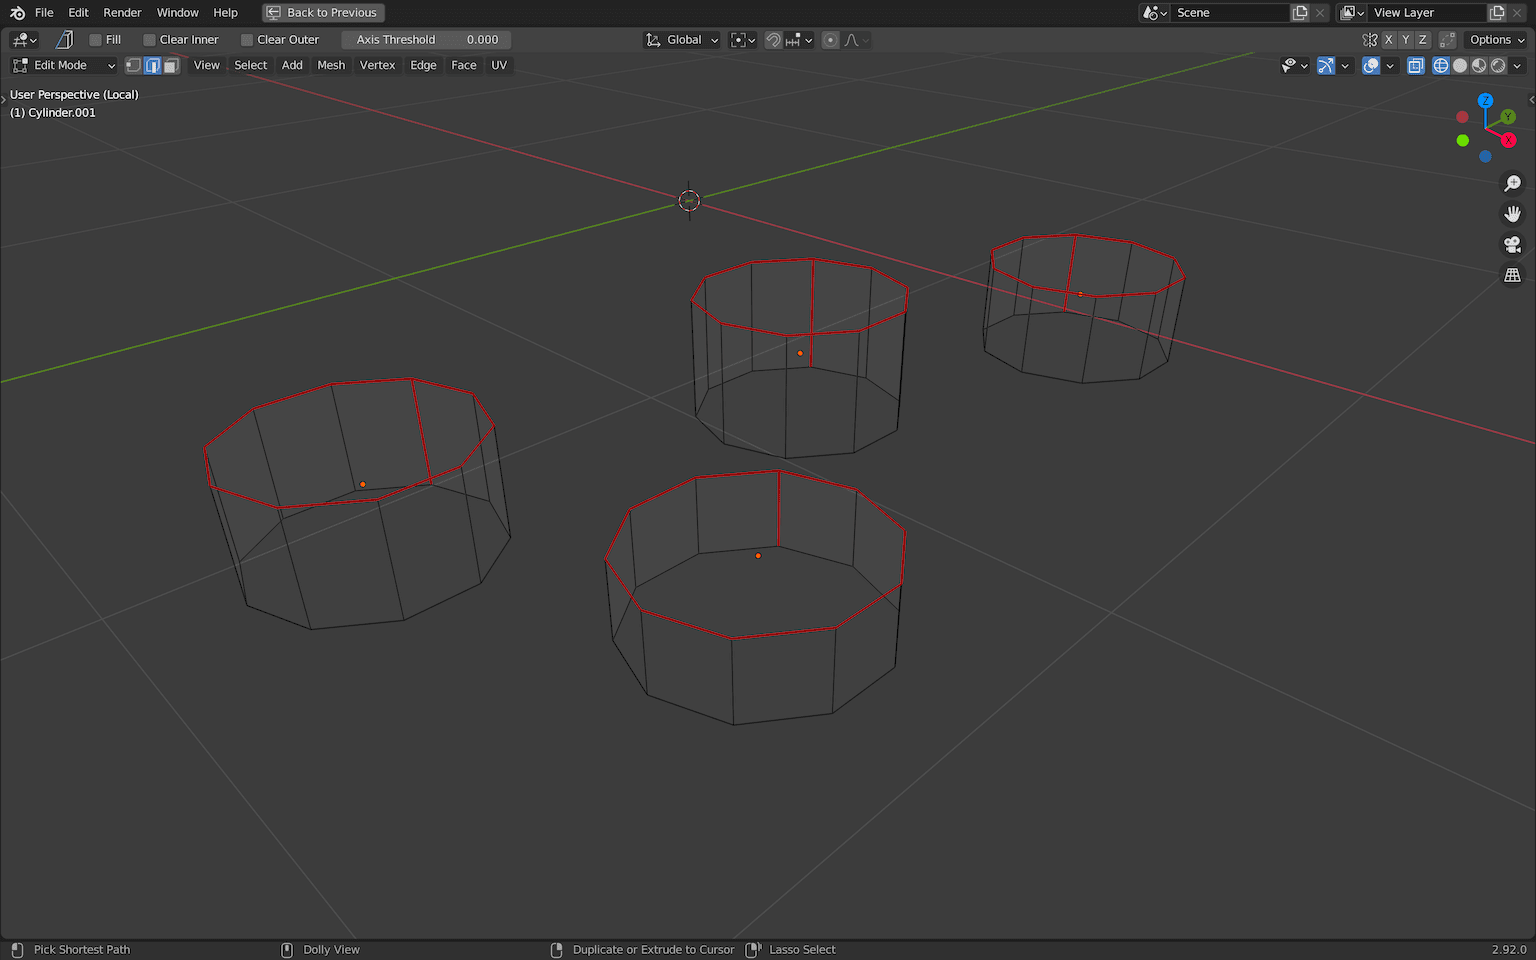 File Edit Render Window Help Back to Previous Scene View Layer
Fill Clear Inner Clear Outer Axis Threshold 0.000 Global X Y Z Options
Edit Mode View Select Add Mesh Vertex Edge Face UV
User Perspective (Local)
(1) Cylinder.001
Z
Y
X
Pick Shortest Path Dolly View Duplicate or Extrude to Cursor Lasso Select 2.92.0